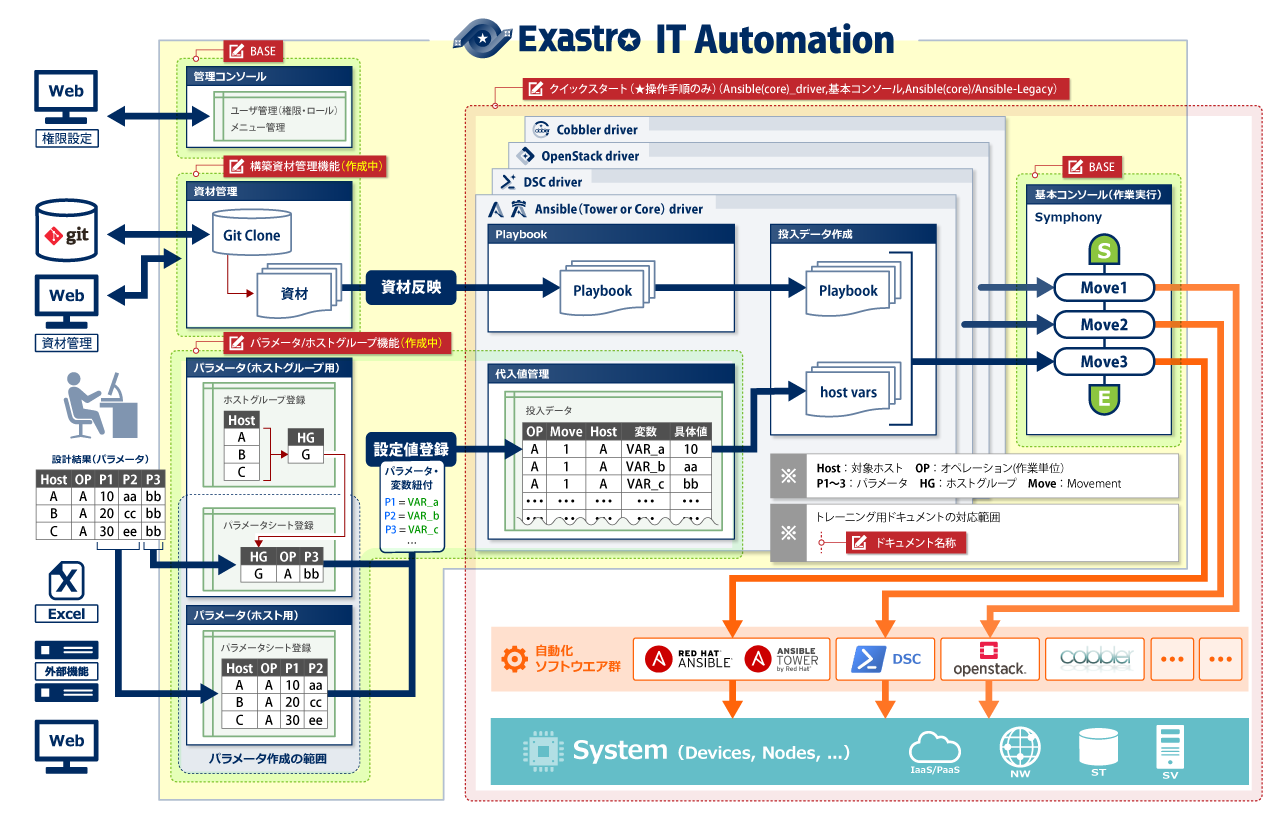 Exastro IT Automation
BASE
管理コンソール
ユーザ管理(権限・ロール)
メニュー管理
Web
権限設定
クイックスタート(★操作手順のみ)(Ansible(core)_driver,基本コンソール,Ansible(core)/Ansible-Legacy)
Cobbler driver
OpenStack driver
DSC driver
Ansible(Tower or Core) driver
構築資材管理機能(作成中)
資材管理
Git Clone
資材
git
Web
資材管理
資材反映
Playbook
Playbook
投入データ作成
Playbook
host vars
BASE
基本コンソール(作業実行)
Symphony
S
Move1
Move2
Move3
E
パラメータ/ホストグループ機能(作成中)
パラメータ(ホストグループ用)
ホストグループ登録
Host
A
B
C
HG
G
パラメータシート登録
HG OP P3
G A bb
設計結果(パラメータ)
Host OP P1 P2 P3
A A 10 aa bb
B A 20 cc bb
C A 30 ee bb
設定値登録
パラメータ・
変数紐付
P1 = VAR_a
P2 = VAR_b
P3 = VAR_c
...
代入値管理
投入データ
OP Move Host 変数 具体値
A 1 A VAR_a 10
A 1 A VAR_b aa
A 1 A VAR_c bb
... ... ... ... ...
... ... ... ... ...
※
Host:対象ホスト OP:オペレーション(作業単位)
P1~3:パラメータ HG:ホストグループ Move:Movement
※
トレーニング用ドキュメントの対応範囲
ドキュメント名称
X
Excel
外部機能
Web
パラメータ(ホスト用)
パラメータシート登録
Host OP P1 P2
A A 10 aa
B A 20 cc
C A 30 ee
パラメータ作成の範囲
自動化
ソフトウエア群
RED HAT
ANSIBLE
ANSIBLE
TOWER
by Red Hat
DSC
openstack.
cobbler
...
...
System (Devices, Nodes, ...)
IaaS/PaaS
NW
ST
SV